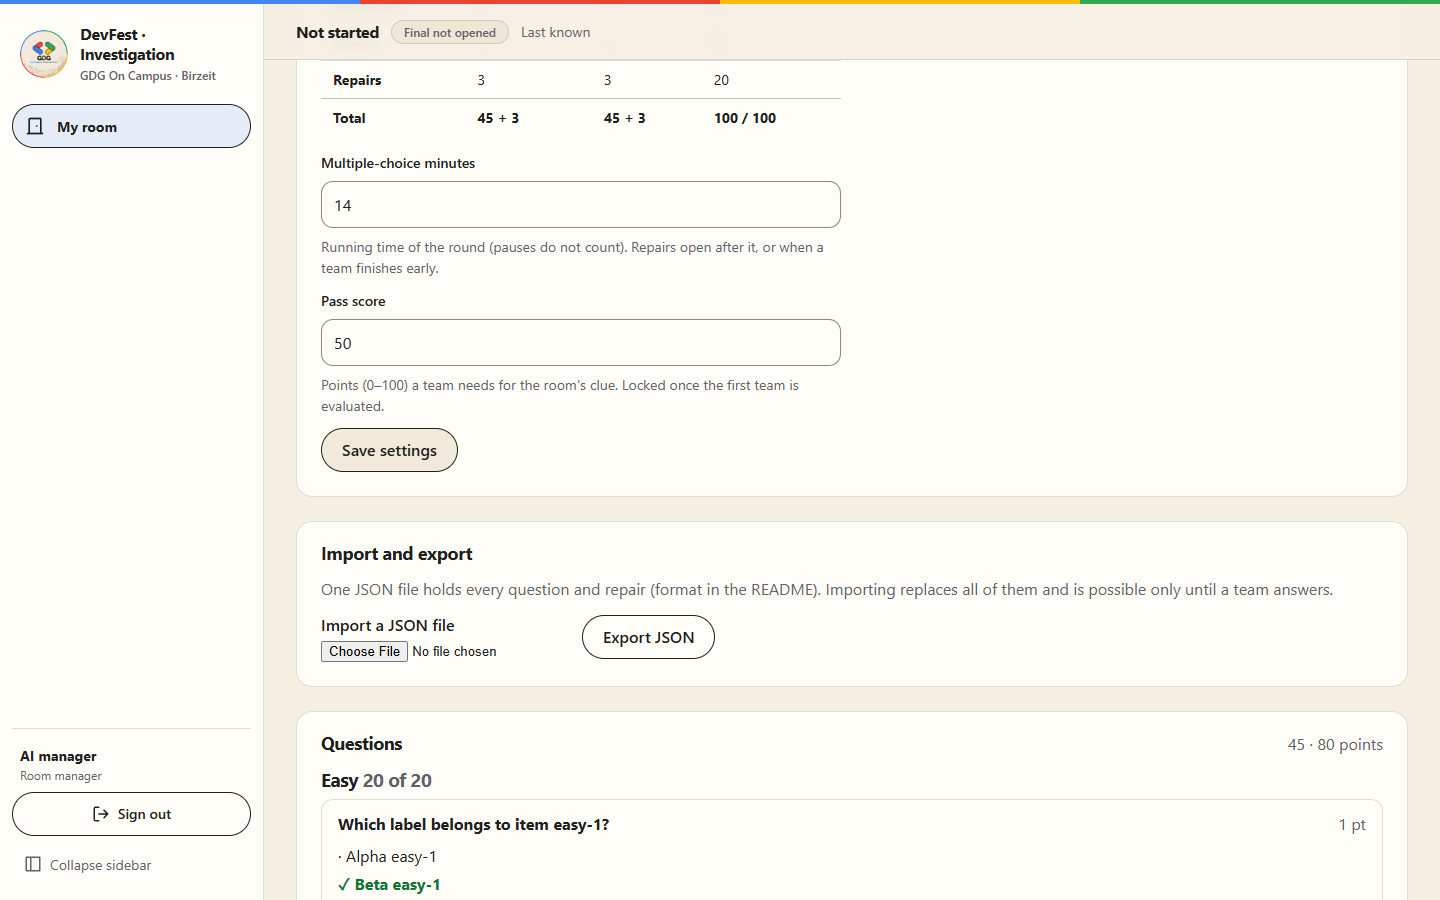 DevFest ·
Investigation
GDG On Campus · Birzeit
GDG
My room
AI manager
Room manager
Sign out
Collapse sidebar
Not started Final not opened Last known
Repairs 3 3 20
Total 45 + 3 45 + 3 100 / 100
Multiple-choice minutes
14
Running time of the round (pauses do not count). Repairs open after it, or when a
team finishes early.
Pass score
50
Points (0–100) a team needs for the room's clue. Locked once the first team is
evaluated.
Save settings
Import and export
One JSON file holds every question and repair (format in the README). Importing replaces all of them and is possible only until a team answers.
Import a JSON file
Choose File No file chosen
Export JSON
Questions 45 · 80 points
Easy 20 of 20
Which label belongs to item easy-1? 1 pt
· Alpha easy-1
✓ Beta easy-1